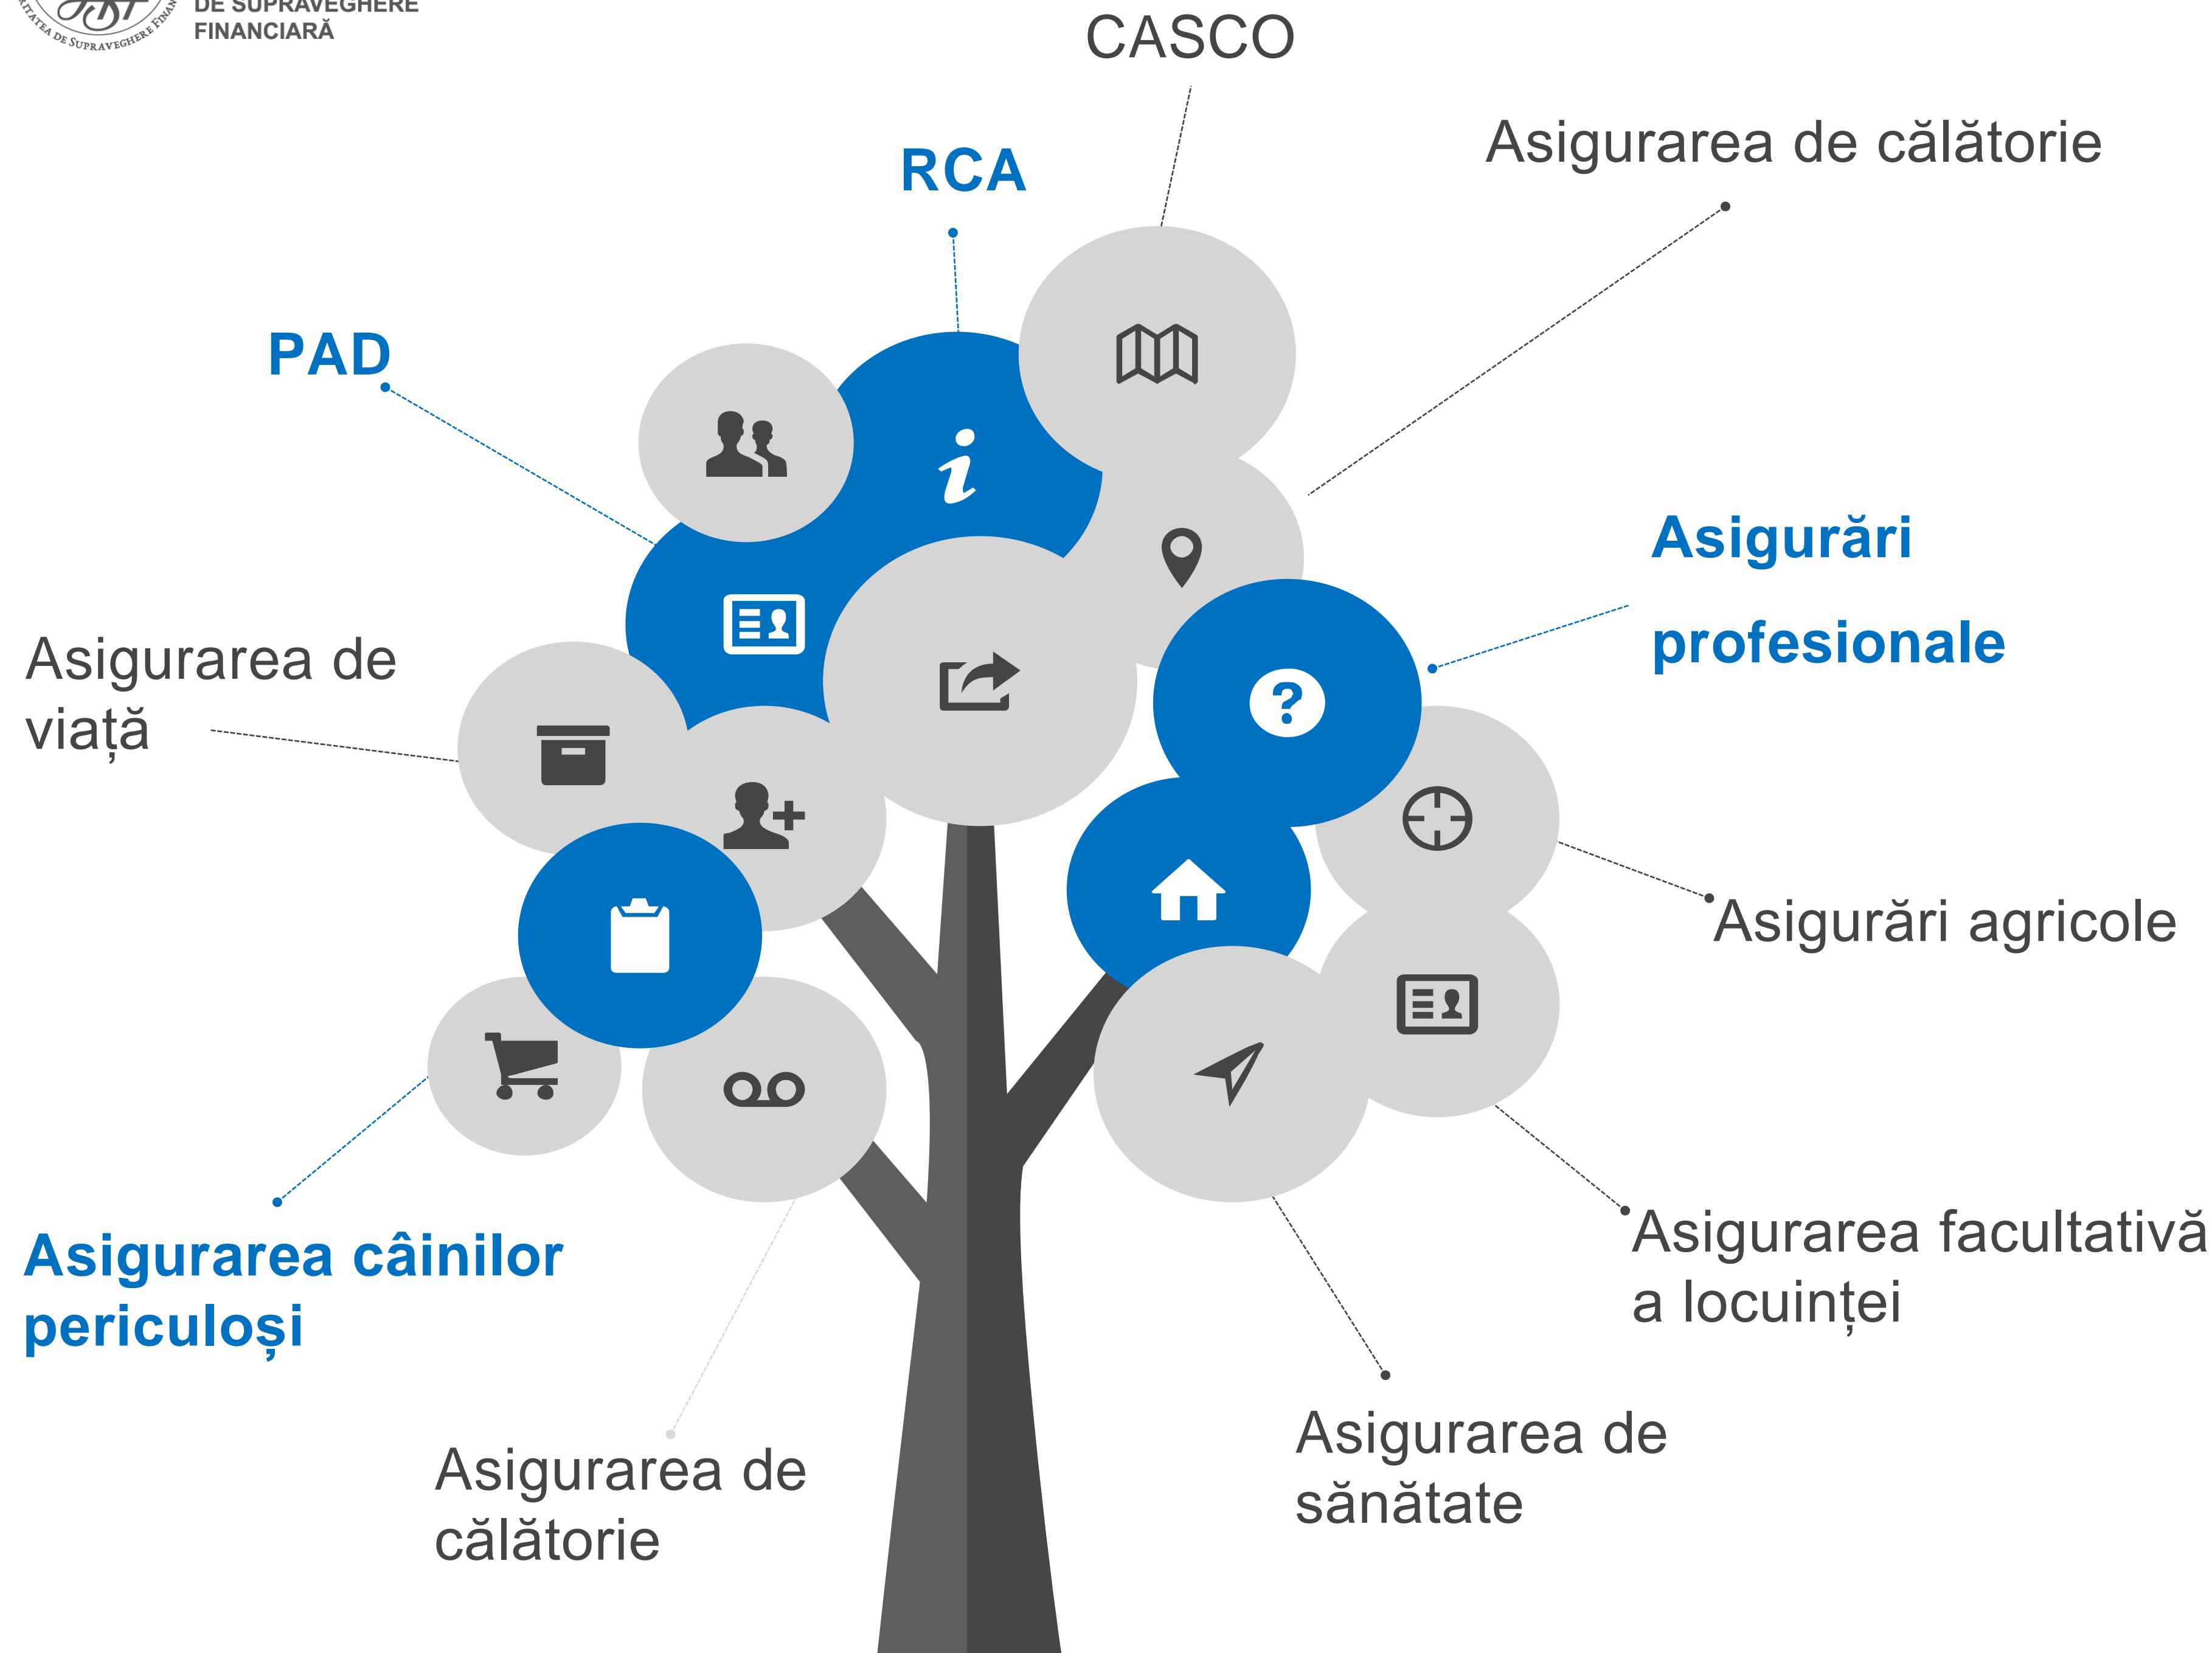 DE SUPRAVEGHERE
FINANCIARĂ
CASCO
Asigurarea de călătorie
RCA
PAD
Asigurări
profesionale
Asigurarea de
viață
Asigurări agricole
Asigurarea câinilor
periculoși
Asigurarea facultativă
a locuinței
Asigurarea de
sănătate
Asigurarea de
călătorie